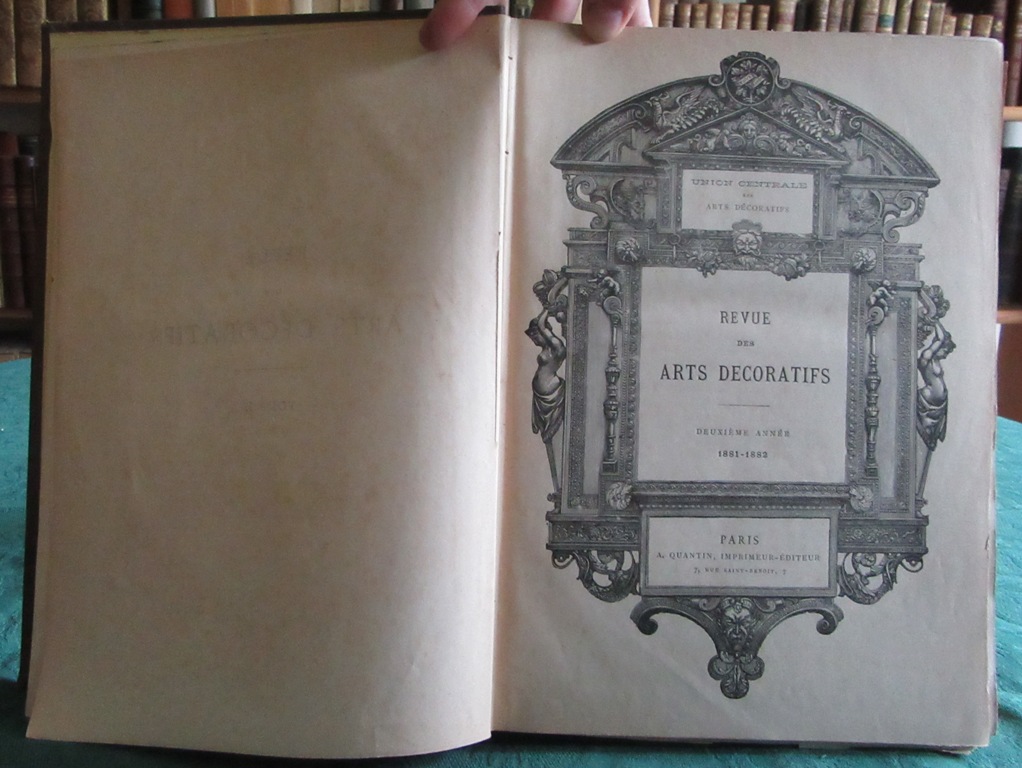 UNION CENTRALE
DES
ARTS DÉCORATIFS
REVUE
DES
ARTS DECORATIFS
DEUXIÈME ANNÉE
1881-1882
PARIS
A. QUANTIN, IMPRIMEUR-ÉDITEUR
7, RUE SAINT-BENOIT, 7